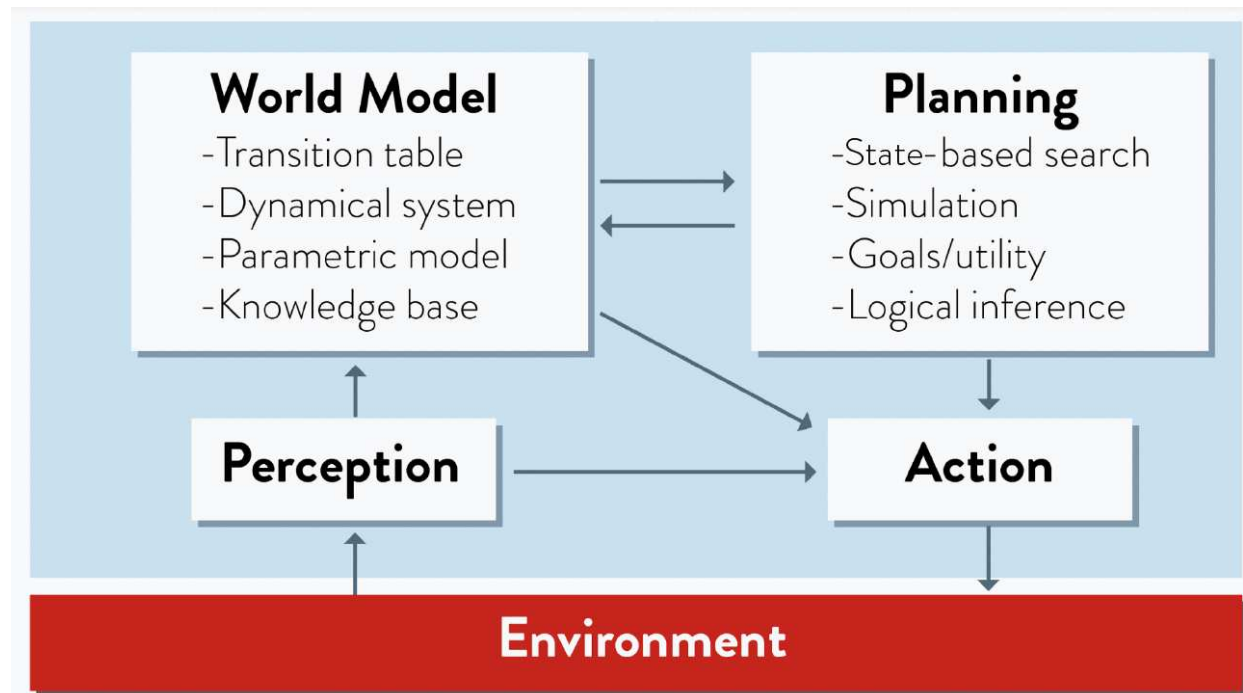 World Model
-Transition table
-Dynamical system
-Parametric model
-Knowledge base
Planning
-State-based search
-Simulation
-Goals/utility
-Logical inference
Perception
Action
Environment